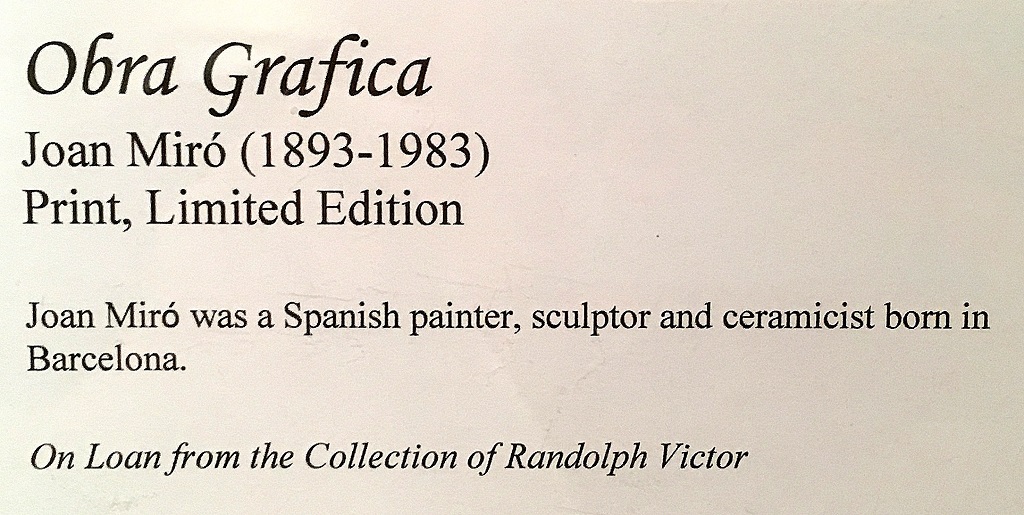 Obra Grafica
Joan Miró (1893-1983)
Print, Limited Edition
Joan Miró was a Spanish painter, sculptor and ceramicist born in
Barcelona.
On Loan from the Collection of Randolph Victor